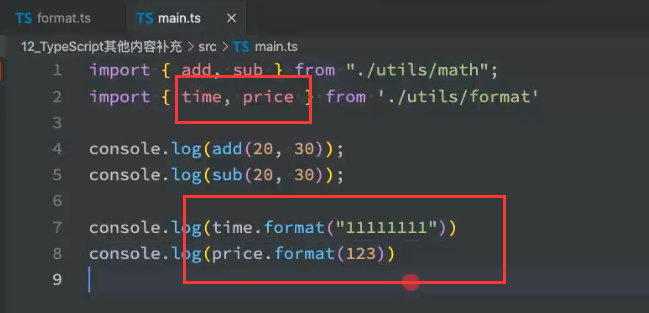 TS format.ts TS main.ts ×
12_TypeScript其他内容补充 > src > TS main.ts
1 import { add, sub } from "./utils/math";
2 import { time, price } from './utils/format'
3
4 console.log(add(20, 30));
5 console.log(sub(20, 30));
6
7 console.log(time.format("11111111"))
8 console.log(price.format(123))
9